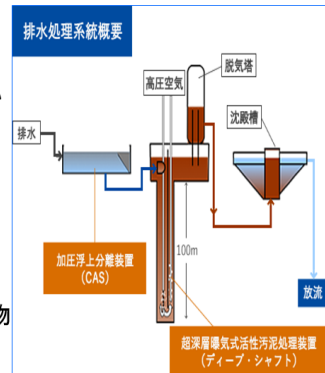 排水処理系統概要
脱気塔
高圧空気
沈殿槽
排水
100m
加圧浮上分離装置
（CAS）
放流
物
超深層曝気式活性汚泥処理装置
（ディープ・シャフト）